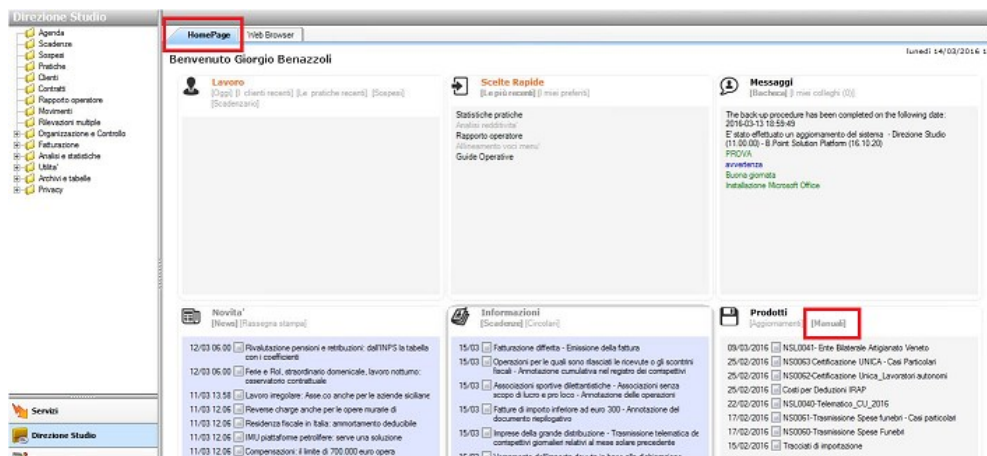 Direzione Studio
Agenda
Scadenze
Sospesi
Pratiche
Clienti
Contratti
Rapporto operatore
Movimenti
Rilevazioni multiple
Organizzazione e Controllo
Fatturazione
Analisi e statistiche
Utilita'
Archivi e tabelle
Privacy
Servizi
Direzione Studio
HomePage
Web Browser
lunedì 14/03/2016 1
Benvenuto Giorgio Benazzoli
Lavoro
[Oggi] [I clienti recenti] [Le pratiche recenti] [Sospesi]
[Scadenzario]
Scelte Rapide
[Le più recenti] [I miei preferiti]
Statistiche pratiche
Analisi redditivita'
Rapporto operatore
Allineamento voci menu'
Guide Operative
Messaggi
[Bacheca] [I miei colleghi (0)]
The back-up procedure has been completed on the following date:
2016-03-13 18:59:49
E' stato effettuato un aggiornamento del sistema - Direzione Studio
(11.00.00) - B.Point Solution Platform (16.10.20)
PROVA
avvertenza
Buona giornata
Installazione Microsoft Office
Novita'
[News] [Rassegna stampa]
12/03 06.00 Rivalutazione pensioni e retribuzioni: dall'INPS la tabella
con i coefficienti
12/03 06.00 Ferie e Rol, straordinario domenicale, lavoro notturno:
osservatorio contrattuale
11/03 13.58 Lavoro irregolare: Asse.co anche per le aziende siciliane
11/03 12.06 Reverse charge anche per le opere murarie di
11/03 12.06 Residenza fiscale in Italia: ammortamento deducibile
11/03 12.06 IMU piattaforme petrolifere: serve una soluzione
11/03 12.06 Compensazioni: il limite di 700.000 euro opera
Informazioni
[Scadenze] [Circolari]
15/03 Fatturazione differita - Emissione della fattura
15/03 Operazioni per le quali sono rilasciati le ricevute o gli scontrini
fiscali - Annotazione cumulativa nel registro dei corrispettivi
15/03 Associazioni sportive dilettantistiche - Associazioni senza
scopo di lucro e pro loco - Annotazione delle operazioni
15/03 Fatture di importo inferiore ad euro 300 - Annotazione del
documento riepilogativo
15/03 Imprese della grande distribuzione - Trasmissione telematica dei
corrispettivi giornalieri relativi al mese solare precedente
Prodotti
[Aggiornamenti] [Manuali]
09/03/2016 NSL0041- Ente Bilaterale Artigianato Veneto
25/02/2016 NS0063 Certificazione UNICA - Casi Particolari
25/02/2016 NS0062-Certificazione Unica_Lavoratori autonomi
25/02/2016 Costi per Deduzioni IRAP
22/02/2016 NSL0040-Telematico_CU_2016
17/02/2016 NS0061-Trasmissione Spese funebri - Casi particolari
17/02/2016 NS0060-Trasmissione Spese Funebri
15/02/2016 Tracciati di importazione